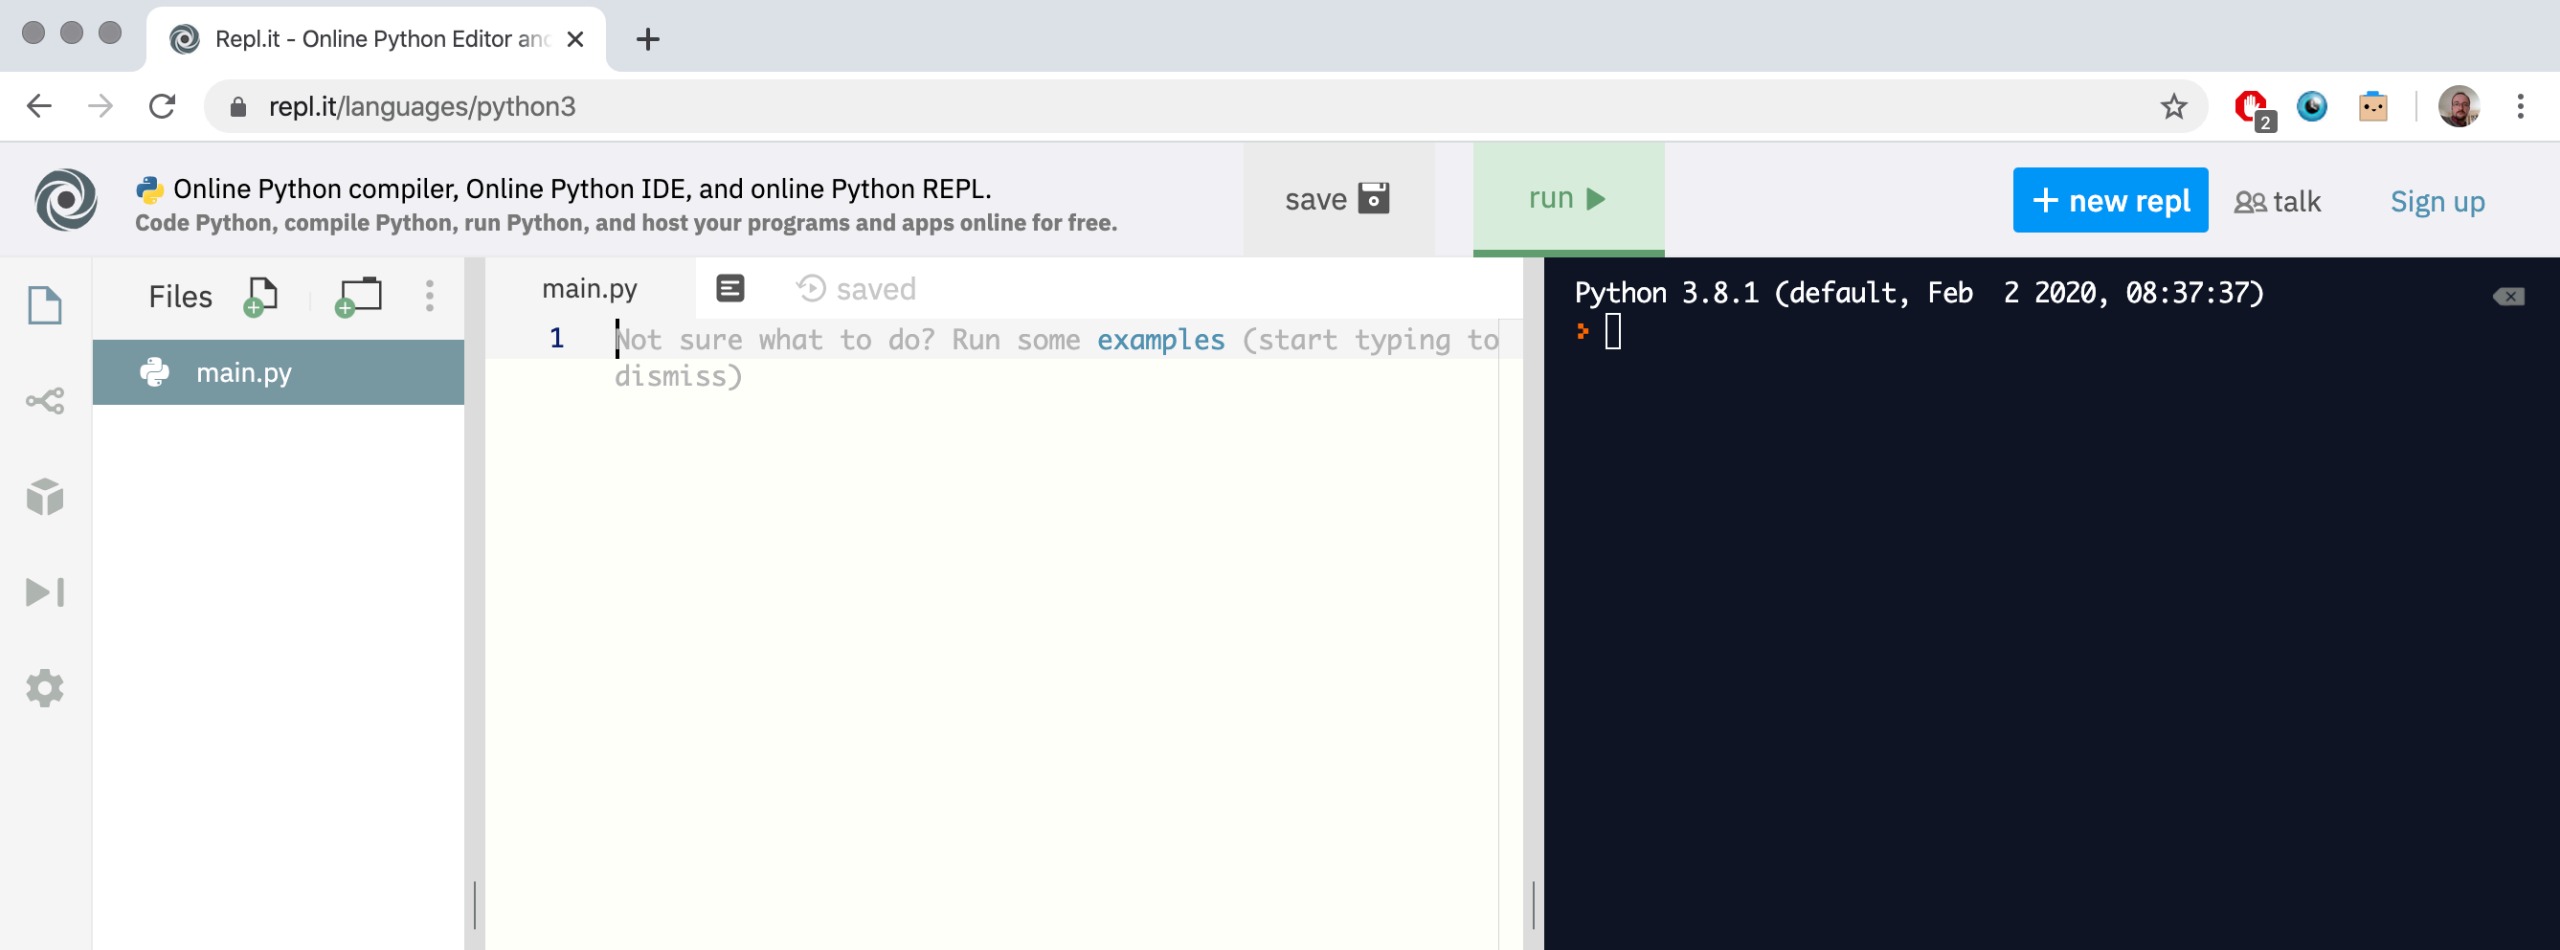 Repl.it - Online Python Editor an
repl.it/languages/python3
2
Online Python compiler, Online Python IDE, and online Python REPL.
Code Python, compile Python, run Python, and host your programs and apps online for free.
save
run
+ new repl
talk
Sign up
Files
main.py
main.py
saved
1
Not sure what to do? Run some examples (start typing to
dismiss)
Python 3.8.1 (default, Feb  2 2020, 08:37:37)